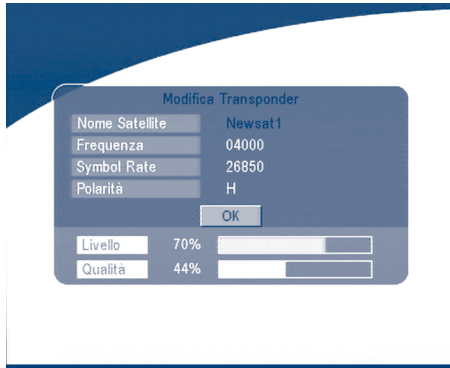 Modifica Transponder
Nome Satellite Newsat1
Frequenza 04000
Symbol Rate 26850
Polarità H
OK
Livello 70%
Qualità 44%